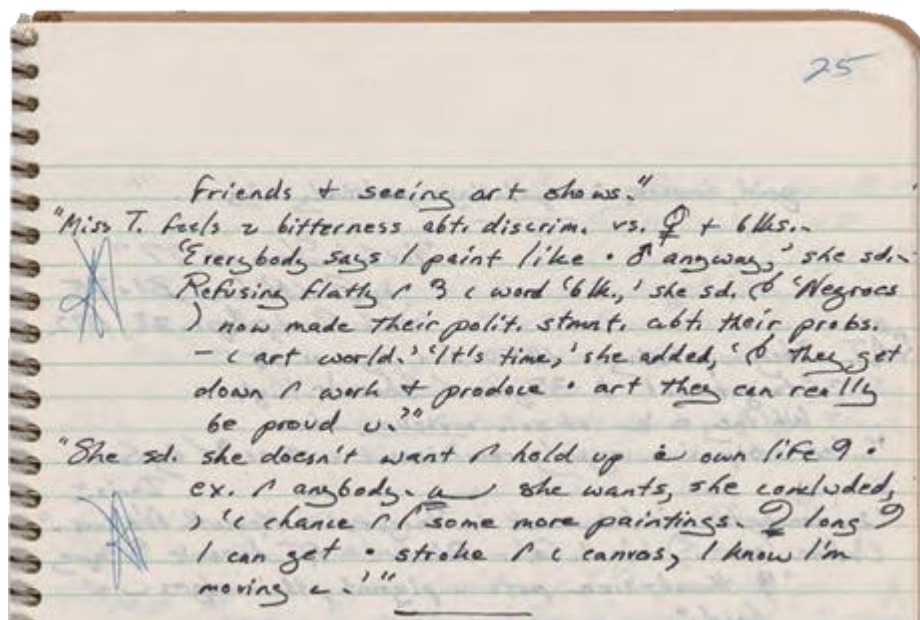 25
Friends + seeing art shows."
"Miss T. feels bitterness abt. discrim. vs. ♀ + blks.
'Everybody says I paint like • ♂ anyway,' she sd.
Refusing flatly word 'blk.,' she sd. 'Negroes
now made their polit. stmnt. abt. their probs.
– art world.' 'It's time,' she added, ' they get
down work + produce • art they can really
be proud .'"
"She sd. she doesn't want hold up own life •
ex. anybody. she wants, she concluded,
' chance some more paintings. long
I can get • stroke canvas, I know I'm
moving .'"